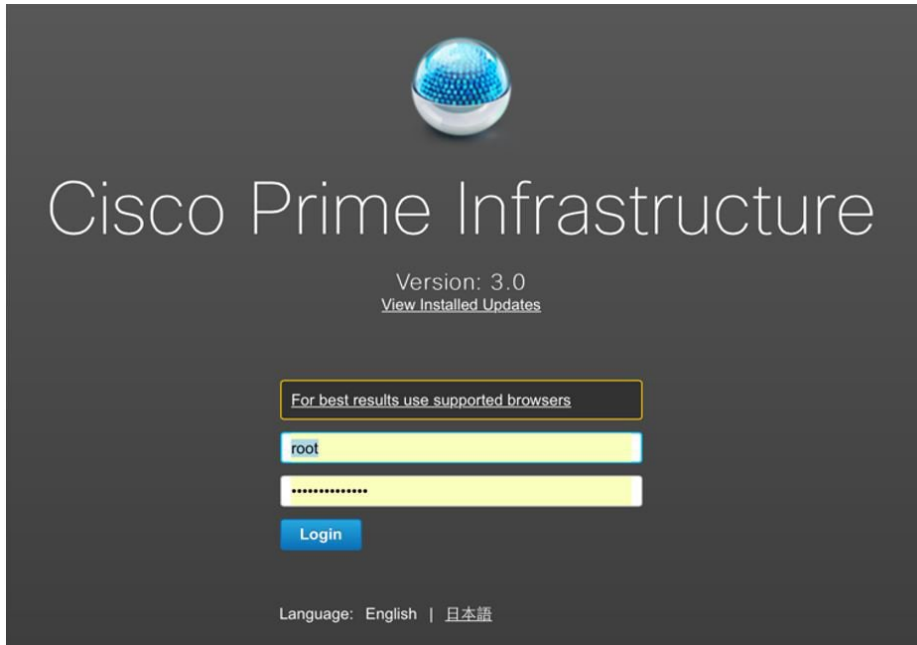 Cisco Prime Infrastructure
Version: 3.0
View Installed Updates
For best results use supported browsers
root
••••••••••••••
Login
Language: English | 日本語